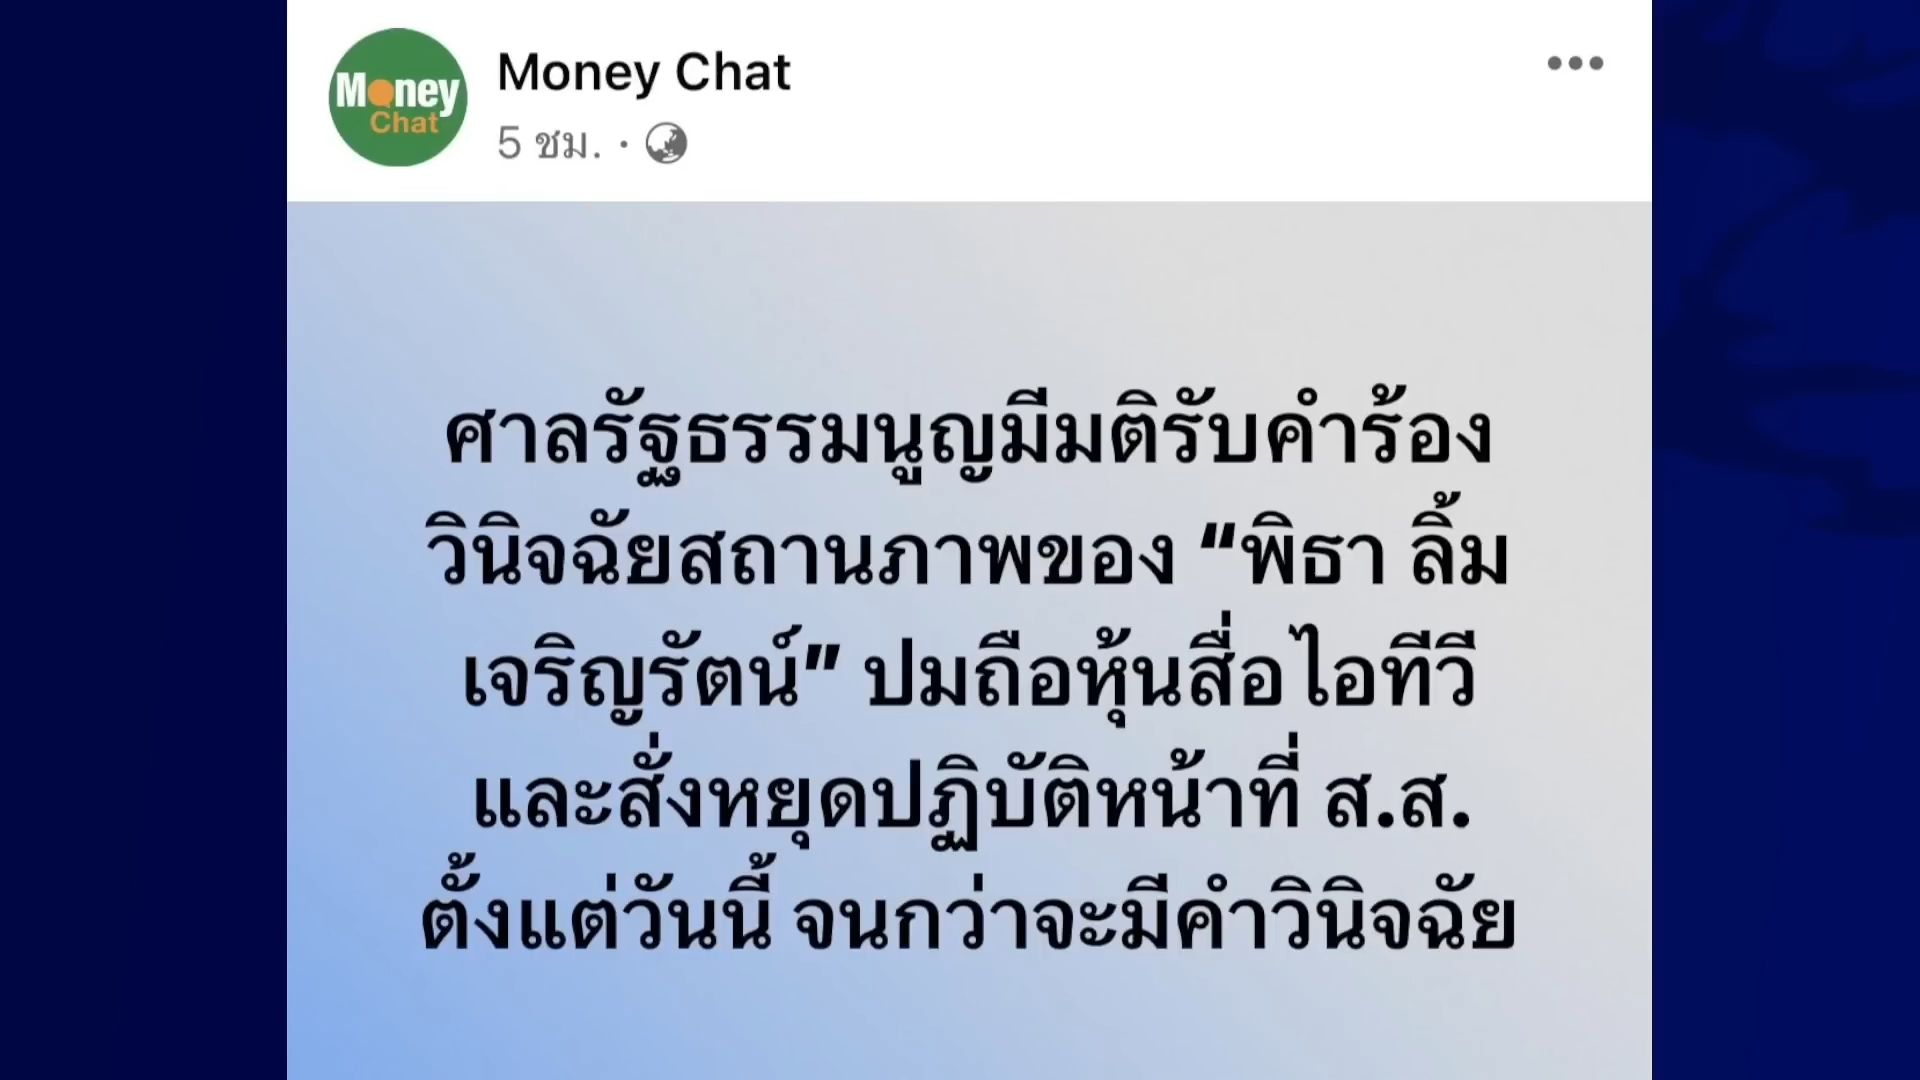 Money Chat
Money Chat
5 ชม. ·
ศาลรัฐธรรมนูญมีมติรับคำร้อง
วินิจฉัยสถานภาพของ “พิธา ลิ้ม
เจริญรัตน์” ปมถือหุ้นสื่อไอทีวี
และสั่งหยุดปฏิบัติหน้าที่ ส.ส.
ตั้งแต่วันนี้ จนกว่าจะมีคำวินิจฉัย